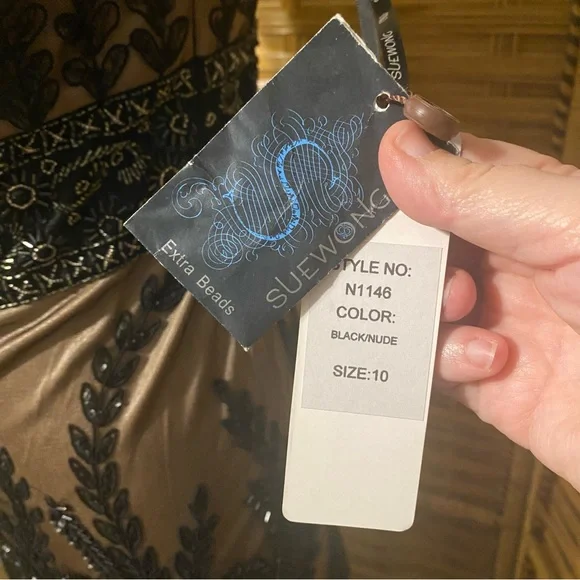 SUEWONG
SUEWONG
Extra Beads
STYLE NO:
N1146
COLOR:
BLACK/NUDE
SIZE:10